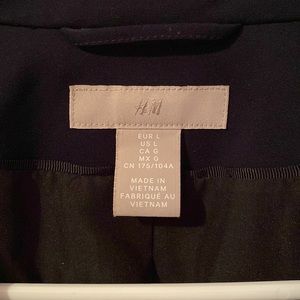 H&M
EUR L
US L
CA G
MX G
CN 175/104A
MADE IN
VIETNAM
FABRIQUÉ AU
VIETNAM